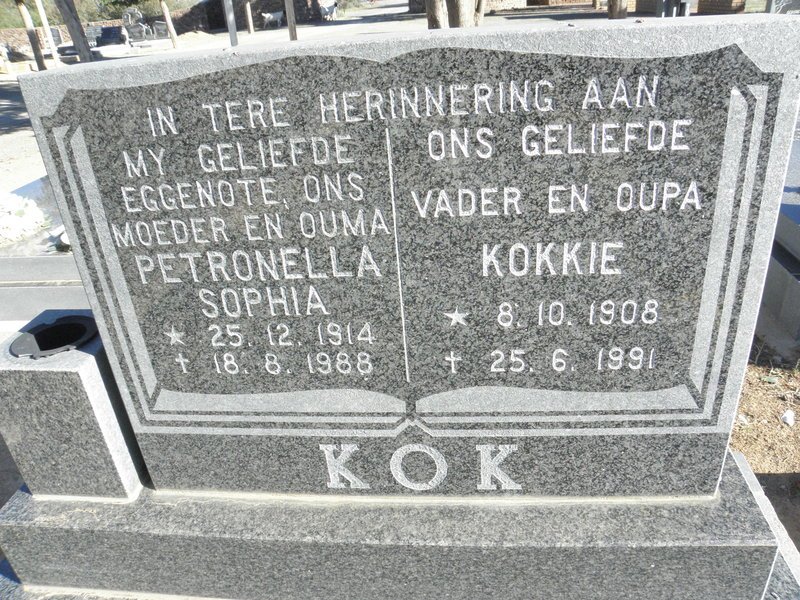 IN TERE HERINNERING AAN
MY GELIEFDE
EGGENOTE, ONS
MOEDER EN OUMA
PETRONELLA
SOPHIA
* 25. 12. 1914
† 18. 8. 1988
ONS GELIEFDE
VADER EN OUPA
KOKKIE
* 8. 10. 1908
† 25. 6. 1991
KOK